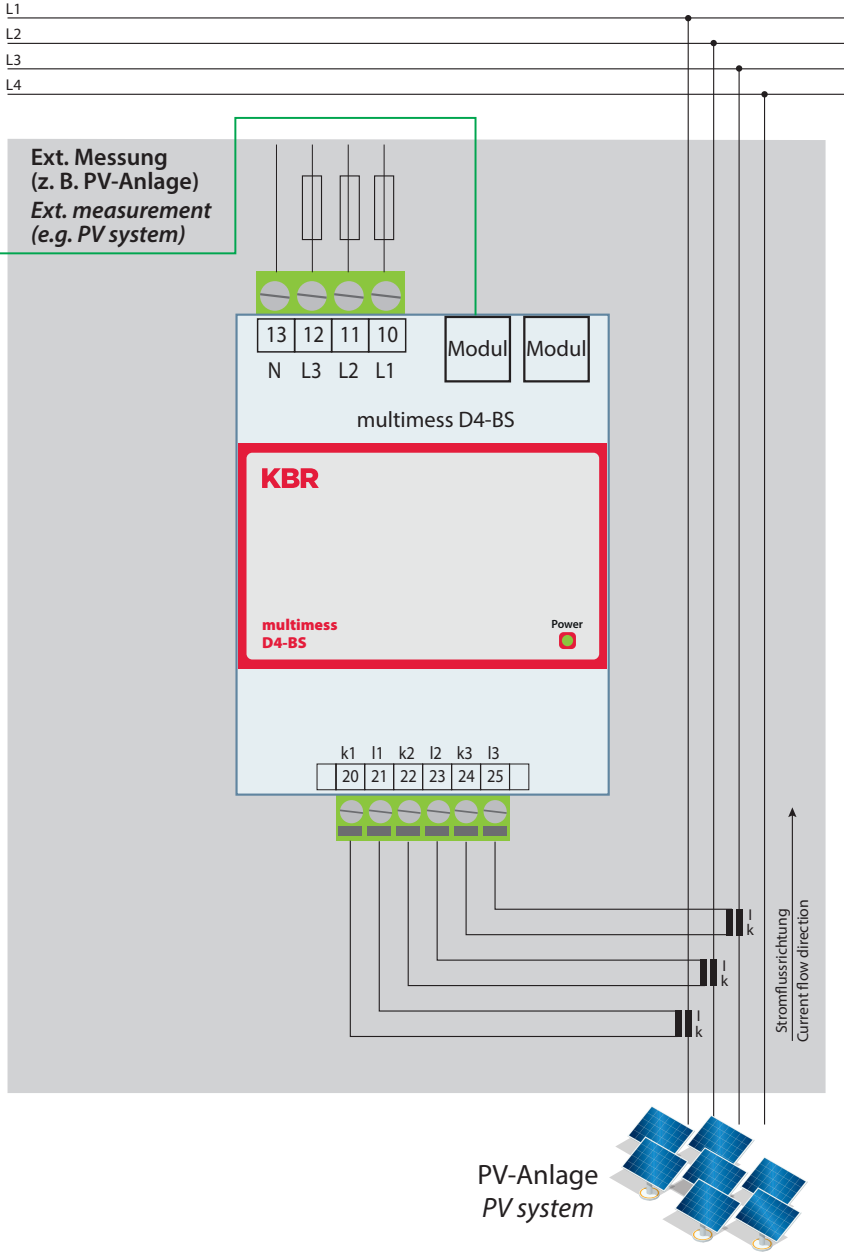 L1
L2
L3
L4
Ext. Messung
(z. B. PV-Anlage)
Ext. measurement
(e.g. PV system)
13 12 11 10
N L3 L2 L1
Modul Modul
multimess D4-BS
KBR
multimess
D4-BS
Power
k1 l1 k2 l2 k3 l3
20 21 22 23 24 25
l
k
l
k
l
k
Stromflussrichtung
Current flow direction
PV-Anlage
PV system